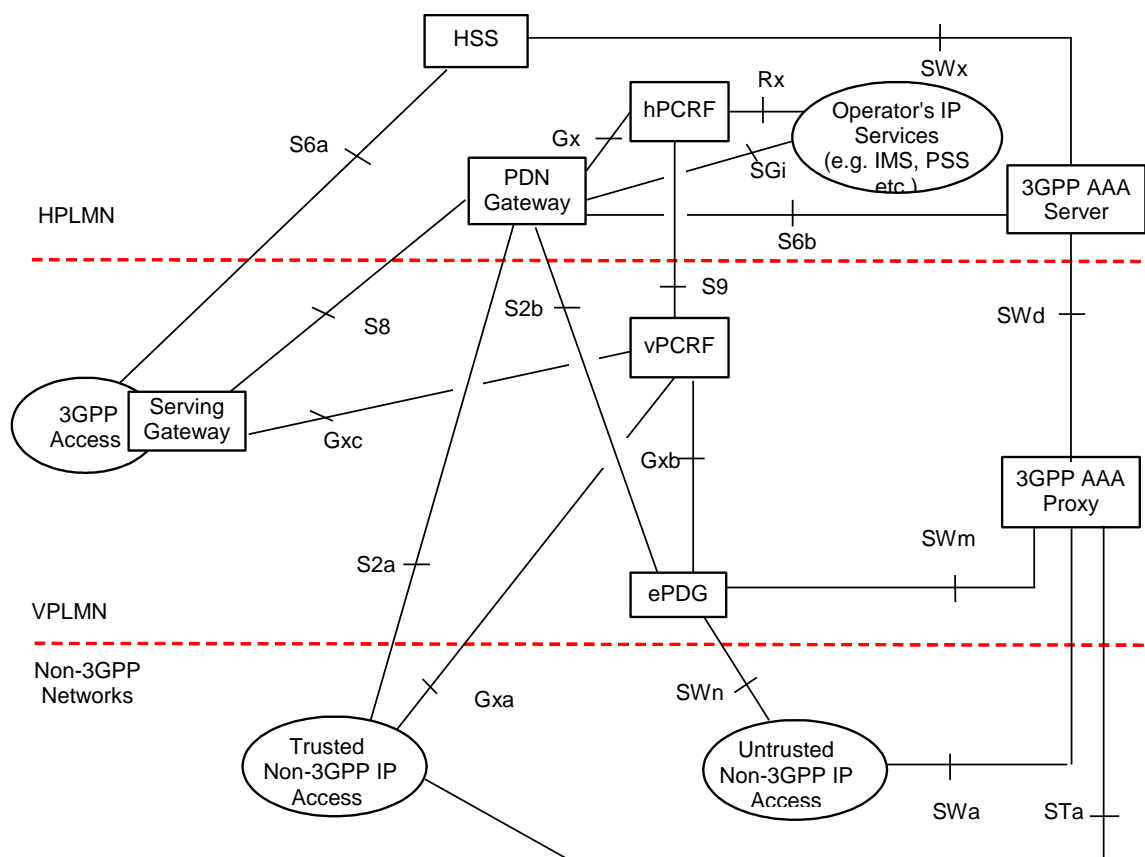 HSS
SWx
Rx
hPCRF
Operator's IP
Services
(e.g. IMS, PSS
etc.)
Gx
S6a
SGi
PDN
Gateway
3GPP AAA
Server
HPLMN
S6b
S9
S2b
SWd
S8
vPCRF
3GPP
Access
Serving
Gateway
Gxc
Gxb
3GPP AAA
Proxy
SWm
S2a
ePDG
VPLMN
Non-3GPP
Networks
SWn
Gxa
Trusted
Non-3GPP IP
Access
Untrusted
Non-3GPP IP
Access
SWa
STa